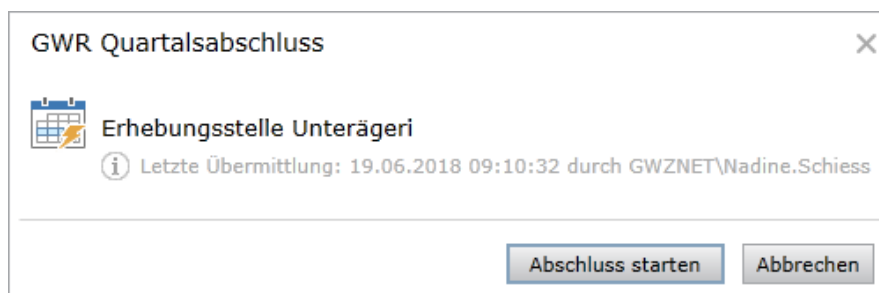 GWR Quartalsabschluss
Erhebungsstelle Unterägeri
Letzte Übermittlung: 19.06.2018 09:10:32 durch GWZNET\Nadine.Schiess
Abschluss starten Abbrechen